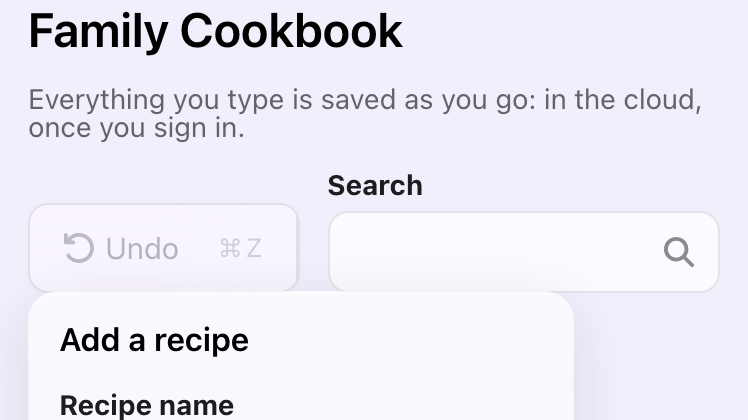 Family Cookbook
Everything you type is saved as you go: in the cloud,
once you sign in.
Search
Undo ⌘Z
Add a recipe
Recipe name